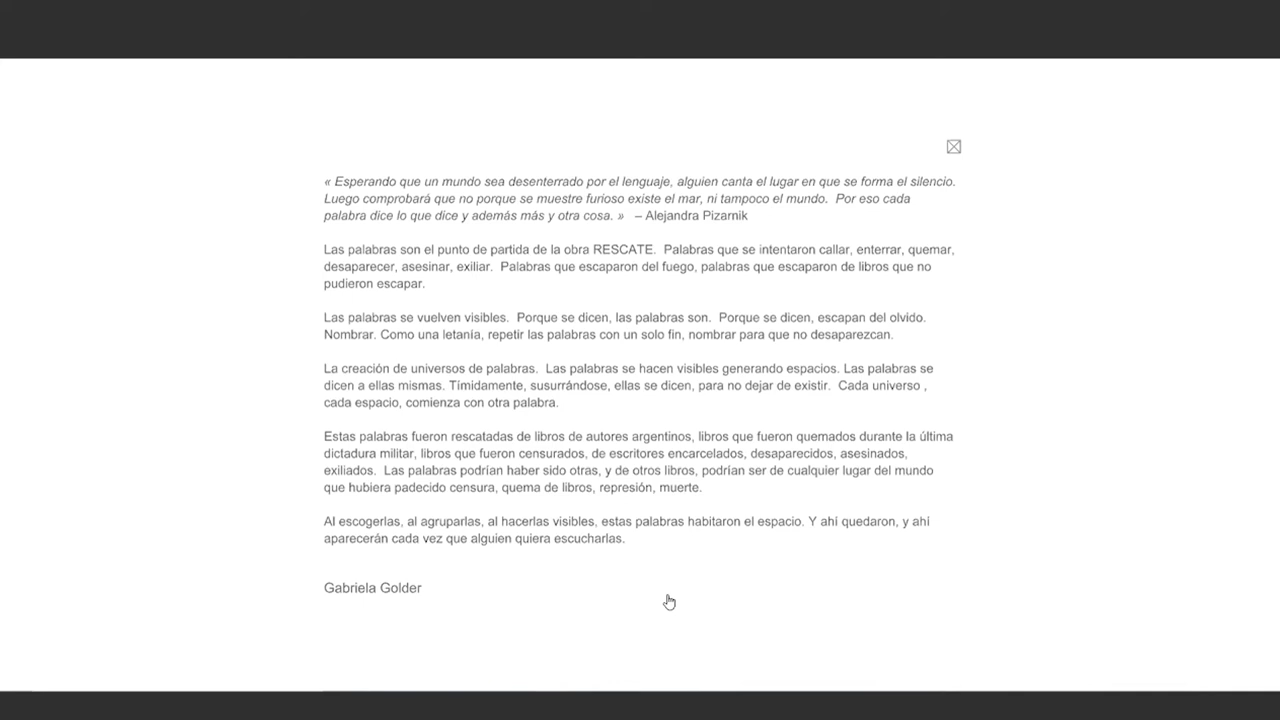 « Esperando que un mundo sea desenterrado por el lenguaje, alguien canta el lugar en que se forma el silencio.
Luego comprobará que no porque se muestre furioso existe el mar, ni tampoco el mundo.  Por eso cada
palabra dice lo que dice y además más y otra cosa. »   – Alejandra Pizarnik
Las palabras son el punto de partida de la obra RESCATE.  Palabras que se intentaron callar, enterrar, quemar,
desaparecer, asesinar, exiliar.  Palabras que escaparon del fuego, palabras que escaparon de libros que no
pudieron escapar.
Las palabras se vuelven visibles.  Porque se dicen, las palabras son.  Porque se dicen, escapan del olvido.
Nombrar. Como una letanía, repetir las palabras con un solo fin, nombrar para que no desaparezcan.
La creación de universos de palabras.  Las palabras se hacen visibles generando espacios. Las palabras se
dicen a ellas mismas. Tímidamente, susurrándose, ellas se dicen, para no dejar de existir.  Cada universo ,
cada espacio, comienza con otra palabra.
Estas palabras fueron rescatadas de libros de autores argentinos, libros que fueron quemados durante la última
dictadura militar, libros que fueron censurados, de escritores encarcelados, desaparecidos, asesinados,
exiliados.  Las palabras podrían haber sido otras, y de otros libros, podrían ser de cualquier lugar del mundo
que hubiera padecido censura, quema de libros, represión, muerte.
Al escogerlas, al agruparlas, al hacerlas visibles, estas palabras habitaron el espacio. Y ahí quedaron, y ahí
aparecerán cada vez que alguien quiera escucharlas.
Gabriela Golder